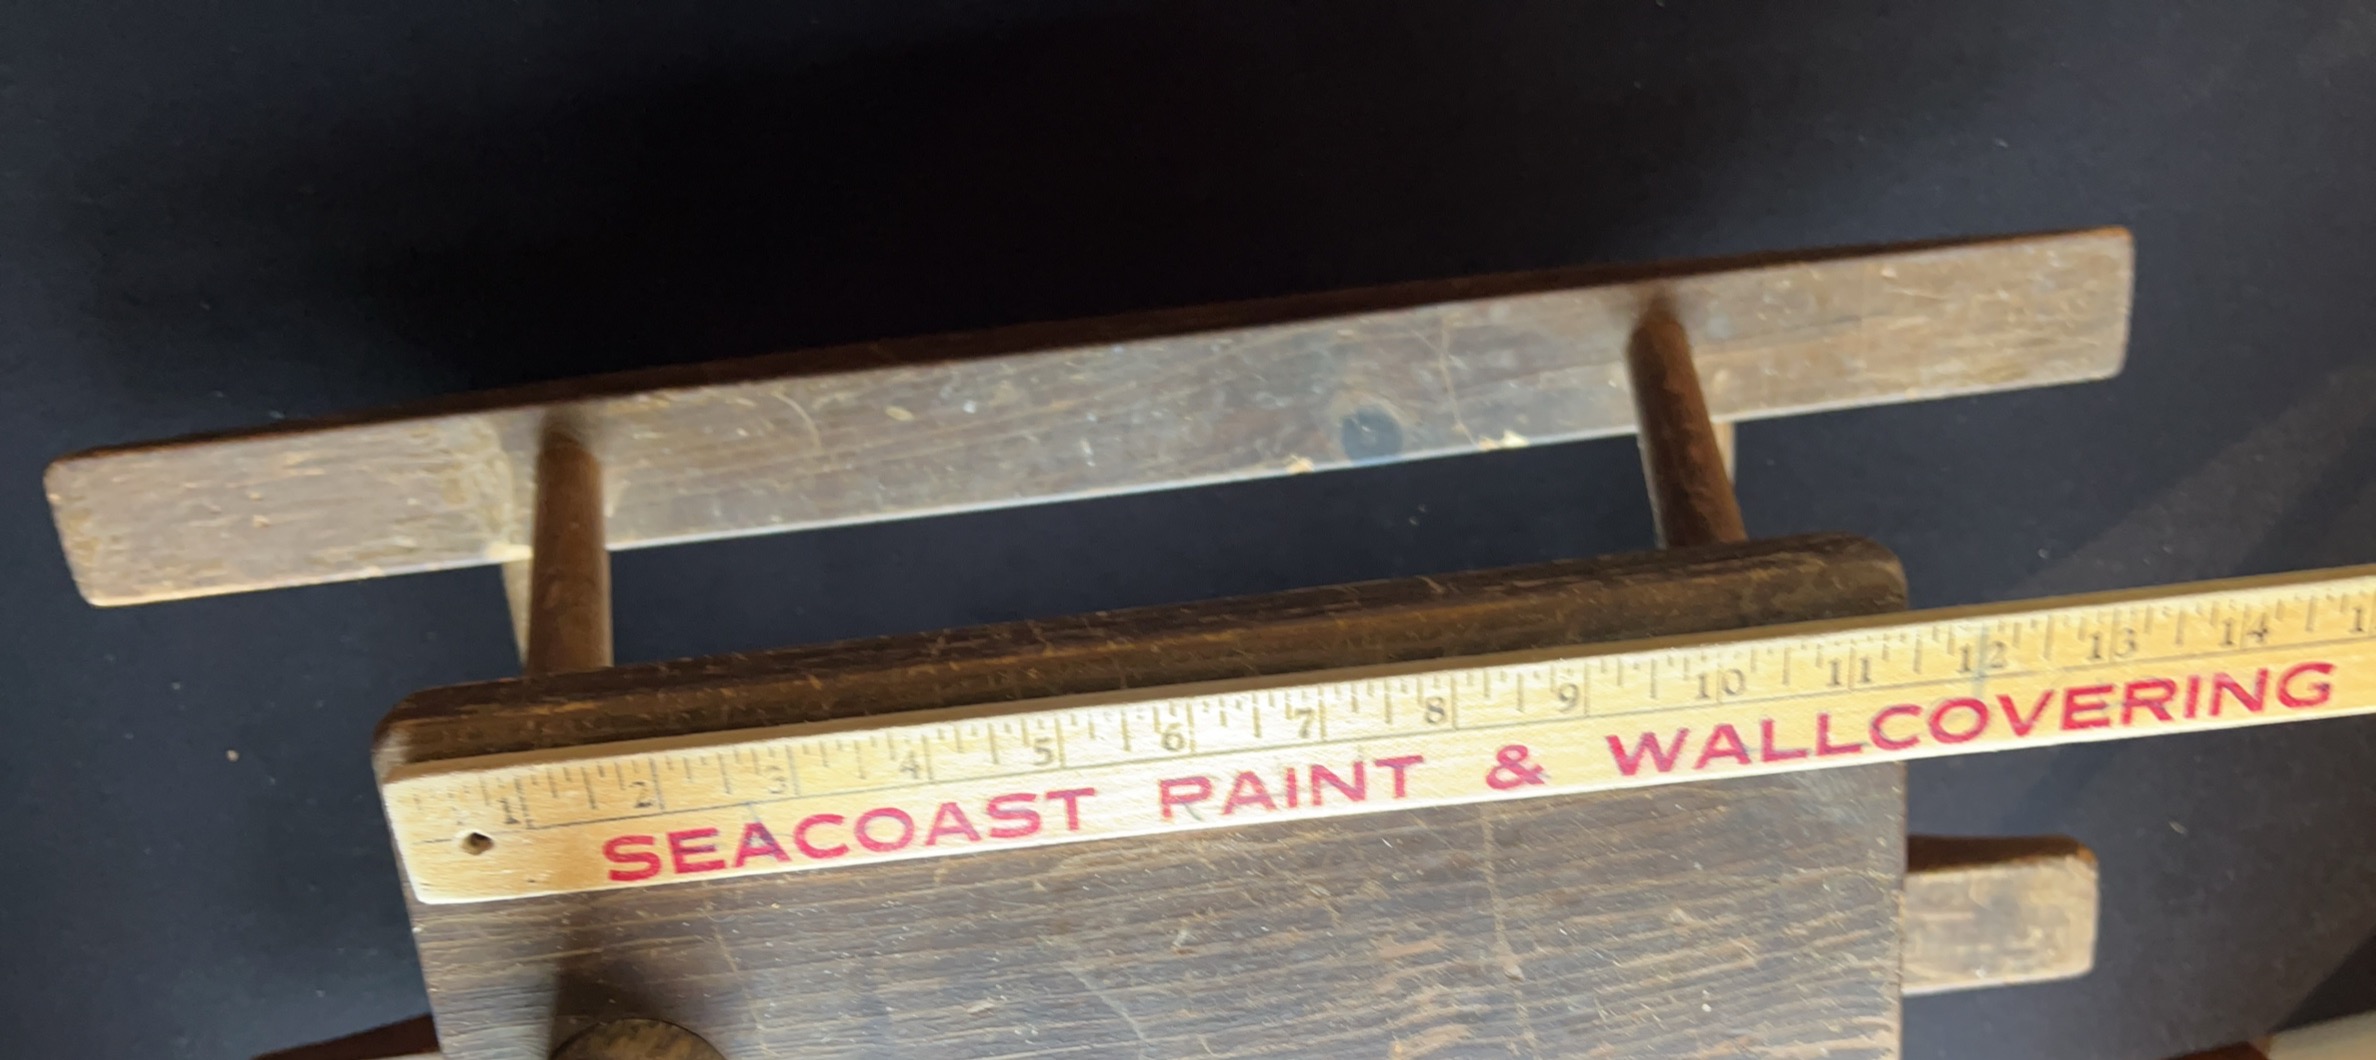 1 2 3 4 5 6 7 8 9 10 11 12 13 14
SEACOAST PAINT & WALLCOVERING